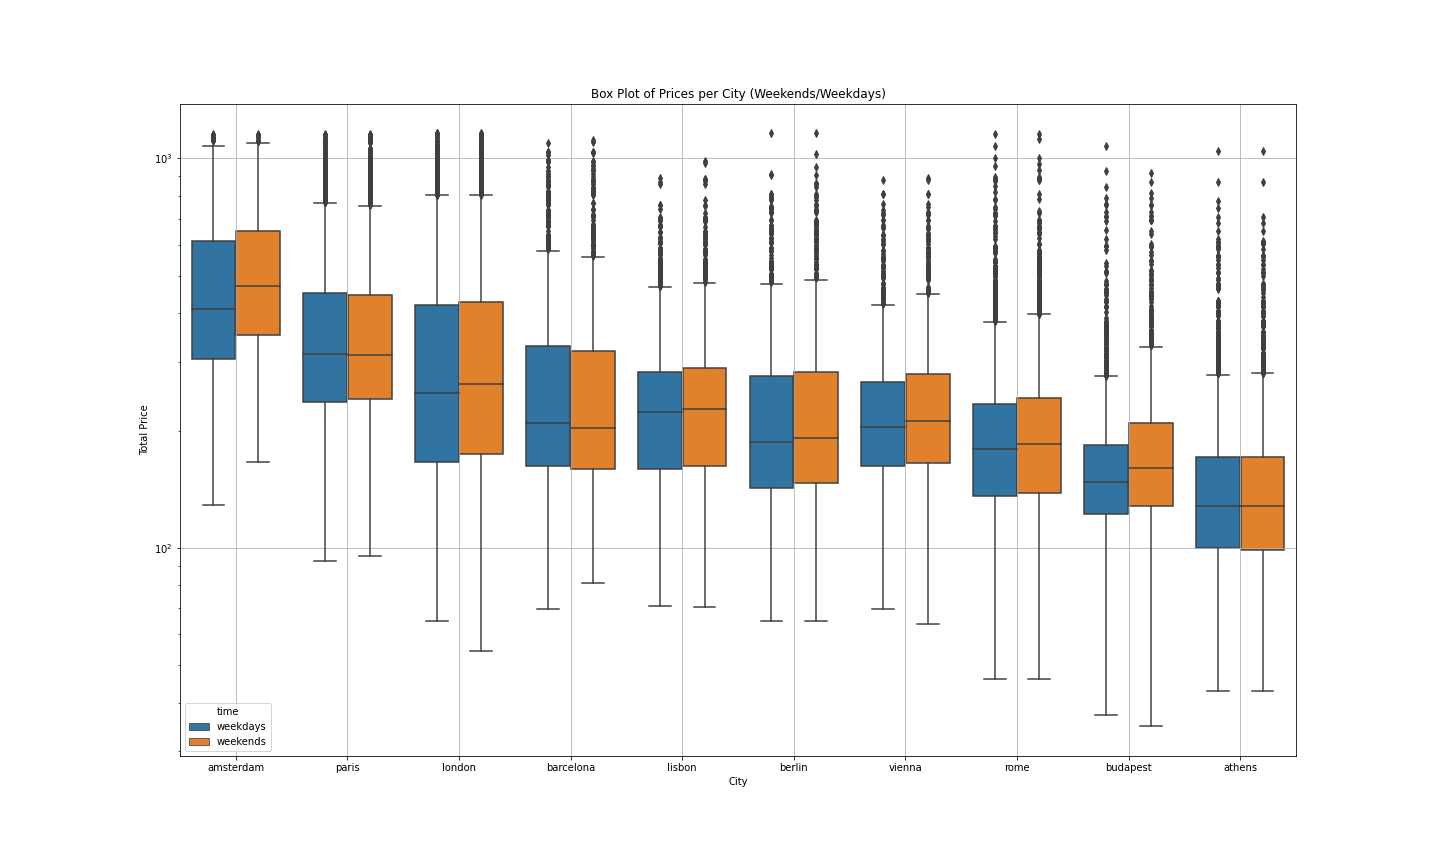 Box Plot of Prices per City (Weekends/Weekdays)
10³
Total Price
10²
time
weekdays
weekends
amsterdam paris london barcelona lisbon berlin vienna rome budapest athens
City